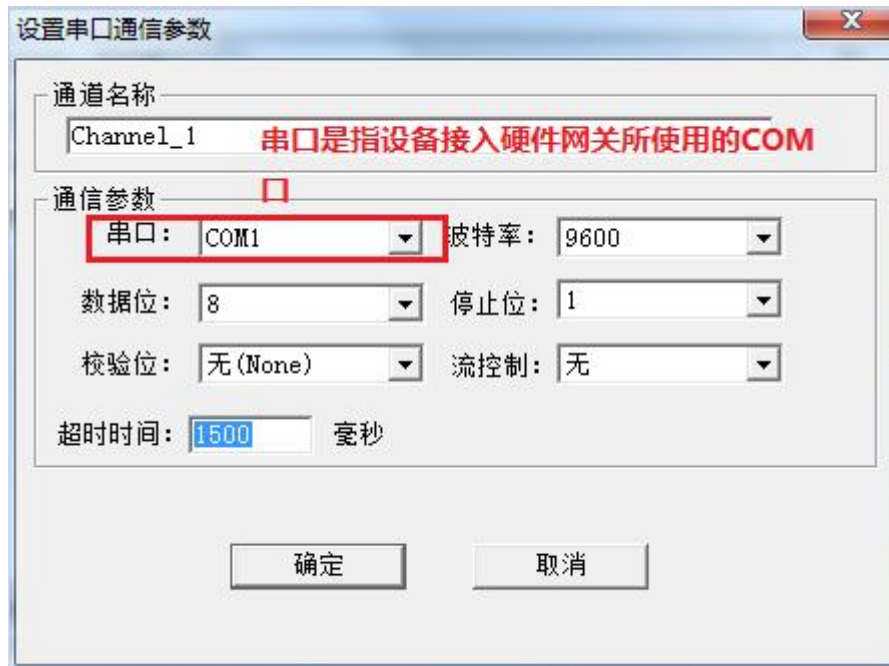 设置串口通信参数
通道名称
Channel_1
串口是指设备接入硬件网关所使用的COM
口
通信参数
串口: COM1 波特率: 9600
数据位: 8 停止位: 1
校验位: 无(None) 流控制: 无
超时时间: 1500 毫秒
确定 取消